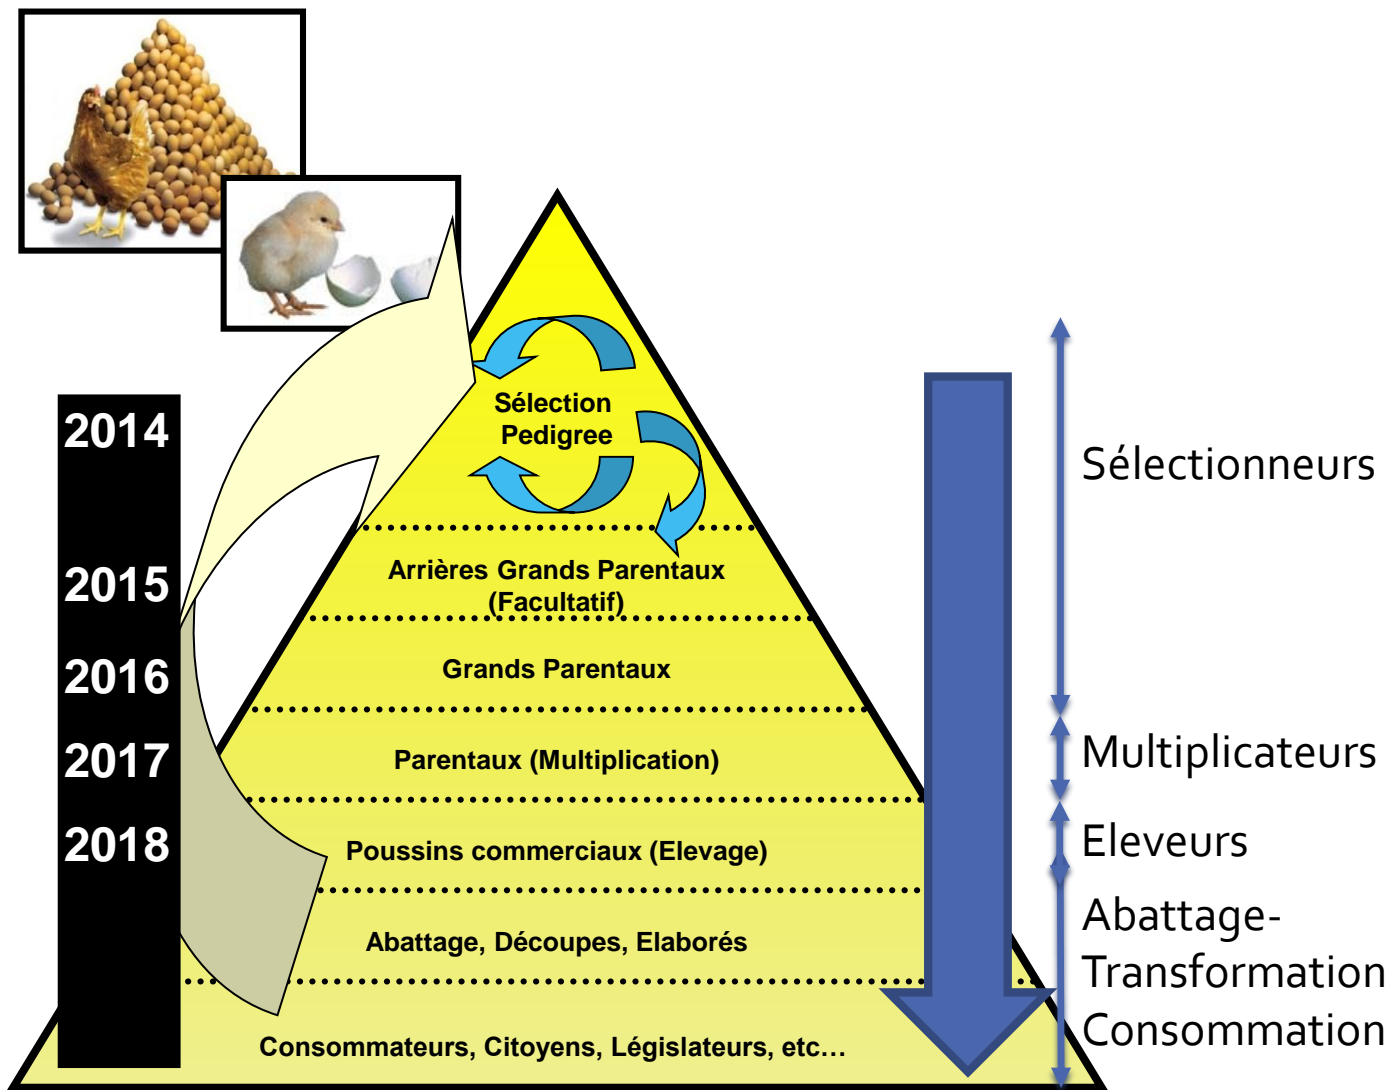 2014
2015
2016
2017
2018
Sélection
Pedigree
Arrières Grands Parentaux
(Facultatif)
Grands Parentaux
Parentaux (Multiplication)
Poussins commerciaux (Elevage)
Abattage, Découpes, Elaborés
Consommateurs, Citoyens, Législateurs, etc…
Sélectionneurs
Multiplicateurs
Eleveurs
Abattage-
Transformation
Consommation